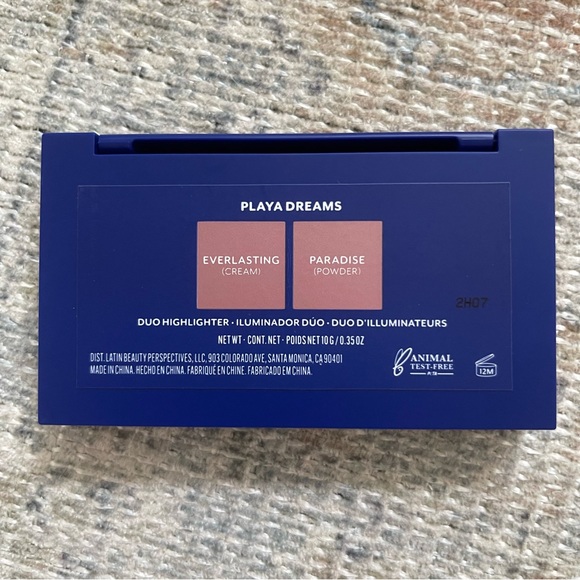 PLAYA DREAMS
EVERLASTING
(CREAM)
PARADISE
(POWDER)
2H07
DUO HIGHLIGHTER • ILUMINADOR DÚO • DUO D'ILLUMINATEURS
NET WT • CONT. NET • POIDS NET 10 G / 0.35 OZ
DIST. LATIN BEAUTY PERSPECTIVES, LLC, 903 COLORADO AVE, SANTA MONICA, CA 90401
MADE IN CHINA. HECHO EN CHINA. FABRIQUÉ EN CHINE. FABRICADO EM CHINA.
ANIMAL
TEST-FREE
PETA
12M